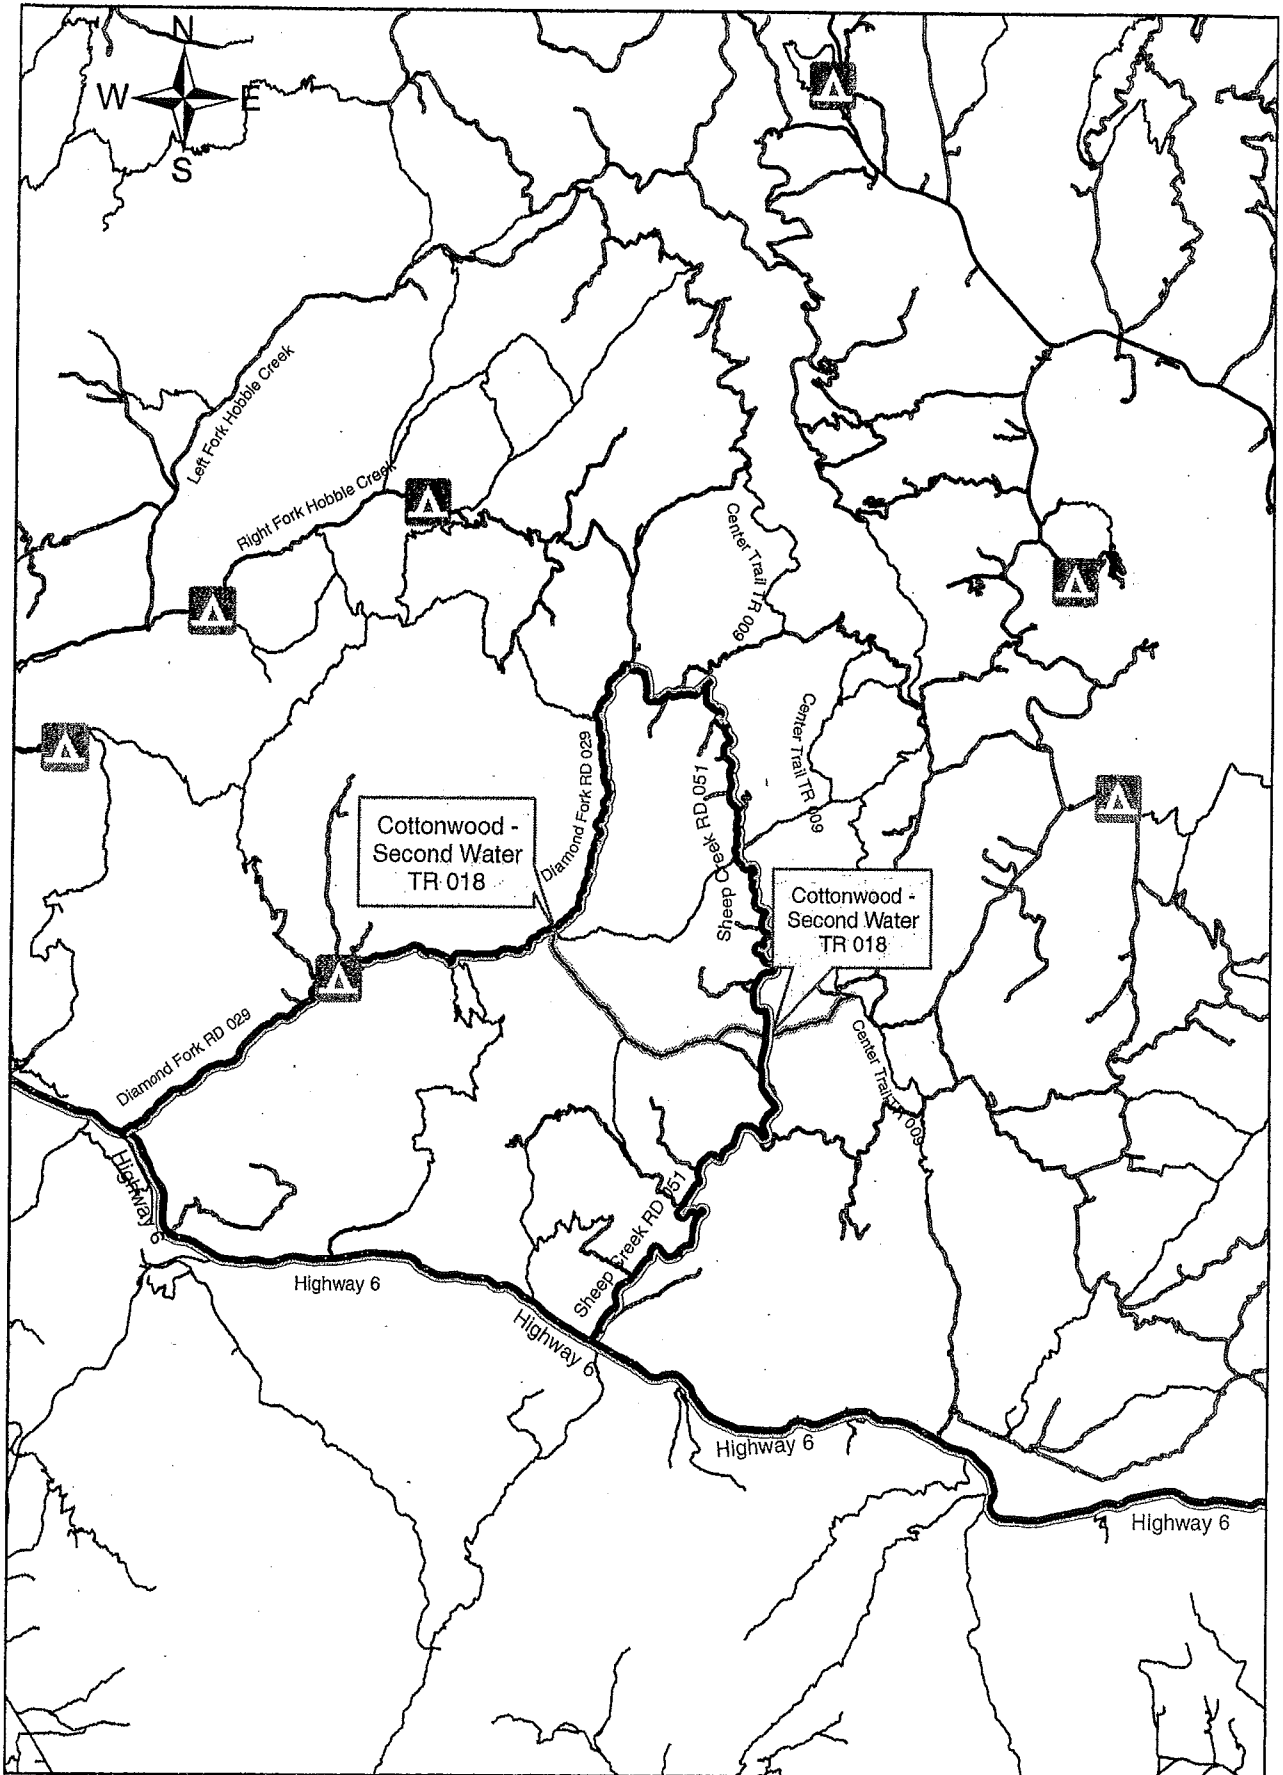 N
W E
S
Left Fork Hobble Creek
Right Fork Hobble Creek
Center Trail TR 009
Center Trail TR 009
Diamond Fork RD 029
Sheep Creek RD 051
Cottonwood -
Second Water
TR 018
Cottonwood -
Second Water
TR 018
Diamond Fork RD 029
Center Trail TR 009
Highway 6
Sheep Creek RD 051
Highway 6
Highway 6
Highway 6
Highway 6